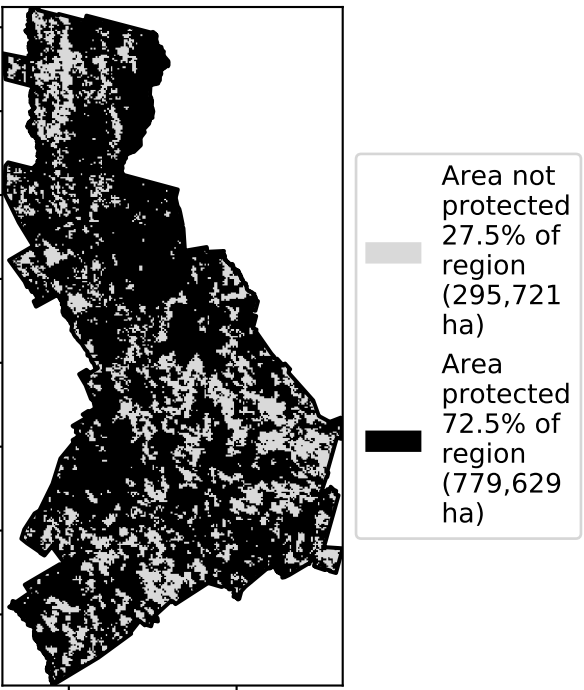 Area not
protected
27.5% of
region
(295,721
ha)
Area
protected
72.5% of
region
(779,629
ha)